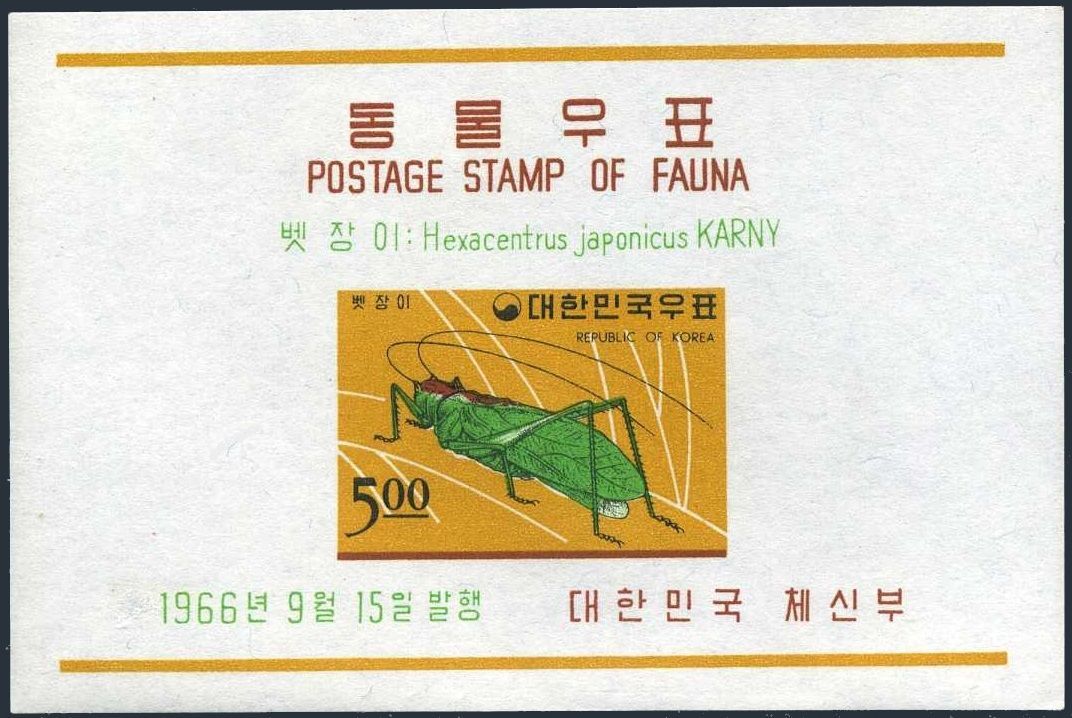 동물우표
POSTAGE STAMP OF FAUNA
벳장이: Hexacentrus japonicus KARNY
벳장이
대한민국우표
REPUBLIC OF KOREA
5.00
1966년 9월 15일 발행
대한민국 체신부